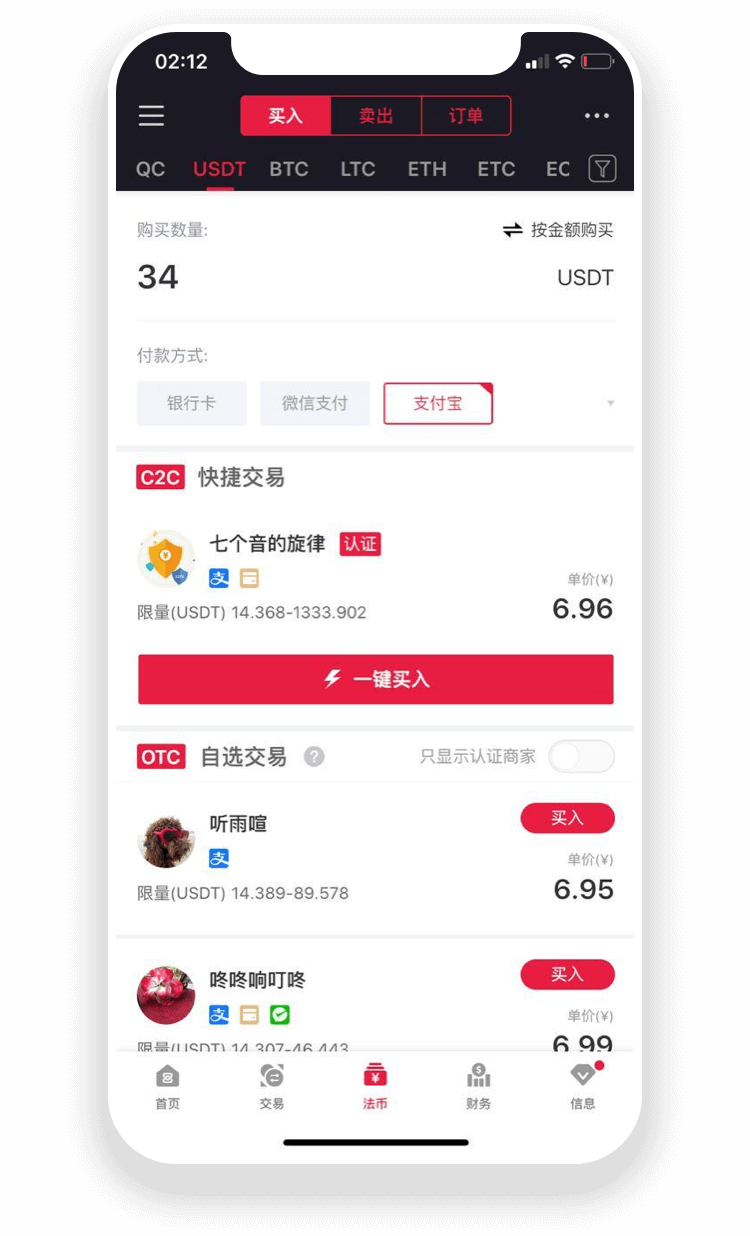 02:12
买入 卖出 订单
QC USDT BTC LTC ETH ETC EC
购买数量: 按金额购买
34 USDT
付款方式:
银行卡 微信支付 支付宝
C2C 快捷交易
七个音的旋律 认证
支
单价(¥)
限量(USDT) 14.368-1333.902 6.96
一键买入
OTC 自选交易 ? 只显示认证商家
听雨喧 买入
支
单价(¥)
限量(USDT) 14.389-89.578 6.95
咚咚响叮咚 买入
支
单价(¥)
限量(USDT) 14.307-46.443 6.99
首页 交易 法币 财务 信息